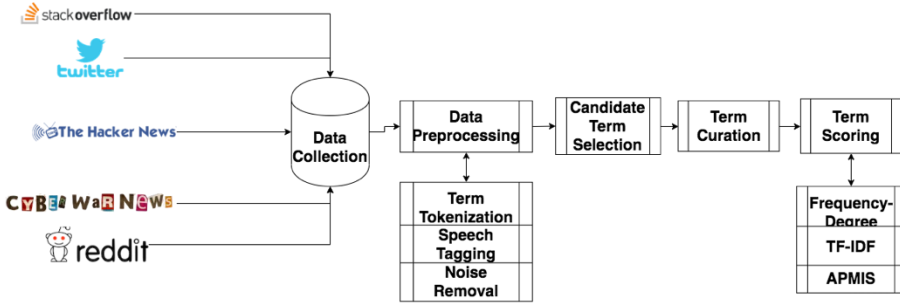 stackoverflow
twitter
The Hacker News
CYBER WAR NEWS
reddit
Data
Collection
Data
Preprocessing
Term
Tokenization
Speech
Tagging
Noise
Removal
Candidate
Term
Selection
Term
Curation
Term
Scoring
Frequency-
Degree
TF-IDF
APMIS